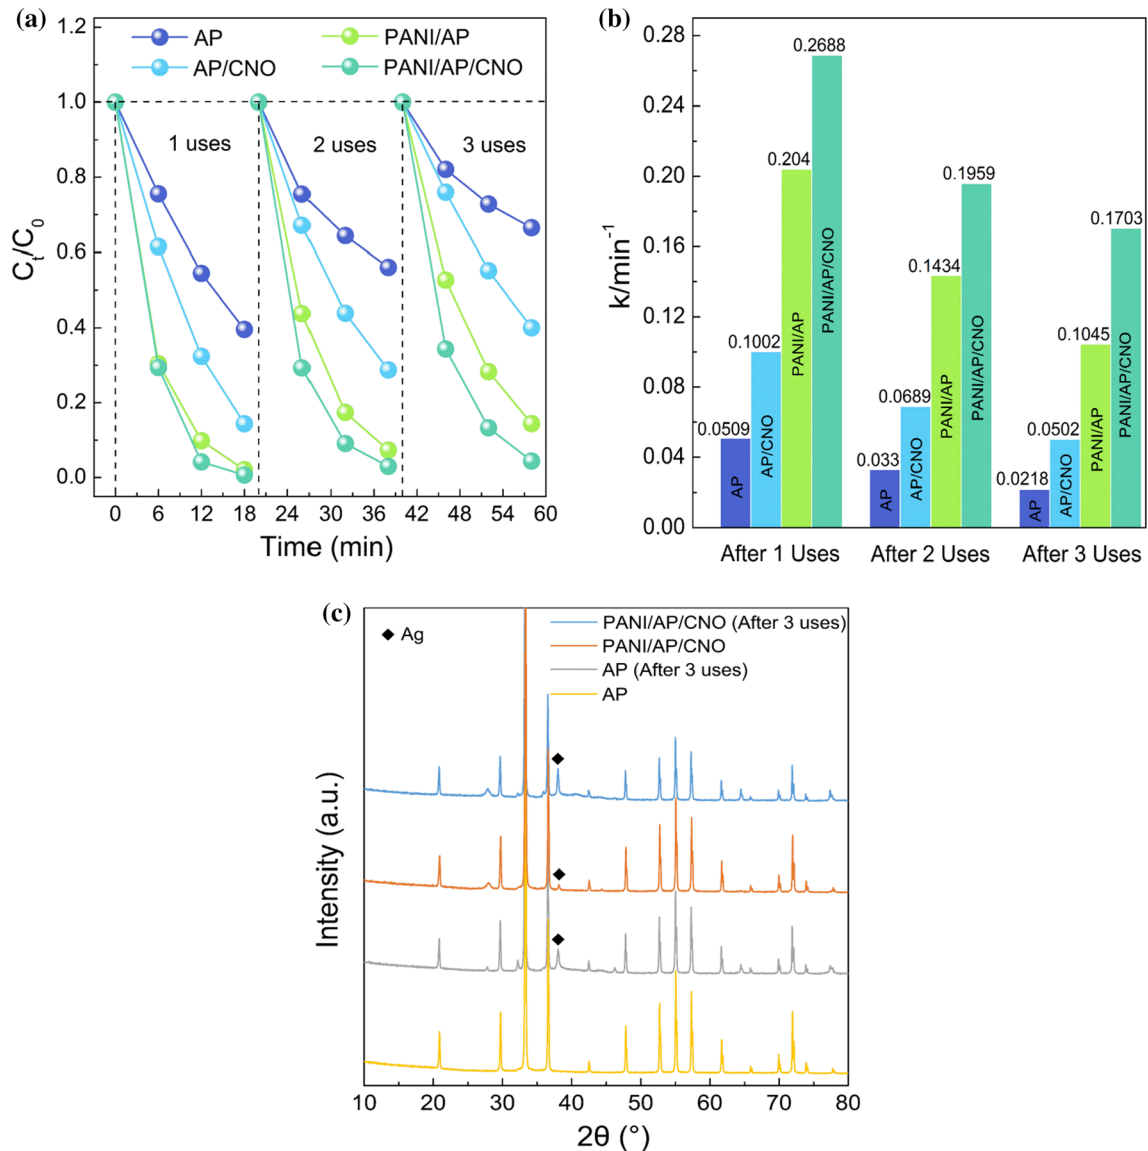 (a)
AP
PANI/AP
AP/CNO
PANI/AP/CNO
1 uses
2 uses
3 uses
1.2
1.0
0.8
0.6
0.4
0.2
0.0
Ct/C0
0 6 12 18 24 30 36 42 48 54 60
Time (min)
(b)
0.28
0.24
0.20
0.16
0.12
0.08
0.04
0.00
k/min-1
0.0509
0.1002
0.204
0.2688
0.033
0.0689
0.1434
0.1959
0.0218
0.0502
0.1045
0.1703
AP
AP/CNO
PANI/AP
PANI/AP/CNO
AP
AP/CNO
PANI/AP
PANI/AP/CNO
AP
AP/CNO
PANI/AP
PANI/AP/CNO
After 1 Uses
After 2 Uses
After 3 Uses
(c)
◆ Ag
PANI/AP/CNO (After 3 uses)
PANI/AP/CNO
AP (After 3 uses)
AP
Intensity (a.u.)
10 20 30 40 50 60 70 80
2θ (°)